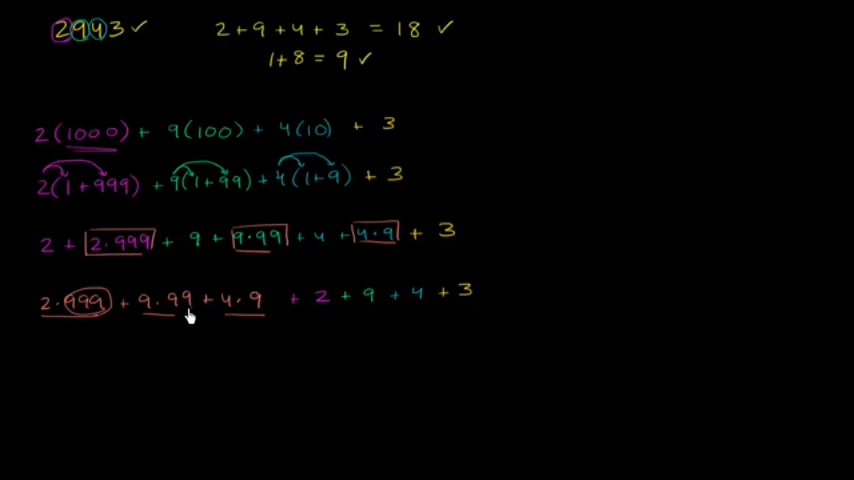 2943 ✓ 2 + 9 + 4 + 3 = 18 ✓
1 + 8 = 9 ✓
2(1000) + 9(100) + 4(10) + 3
2(1+999) + 9(1+99) + 4(1+9) + 3
2 + 2·999 + 9 + 9·99 + 4 + 4·9 + 3
2·999 + 9·99 + 4·9 + 2 + 9 + 4 + 3